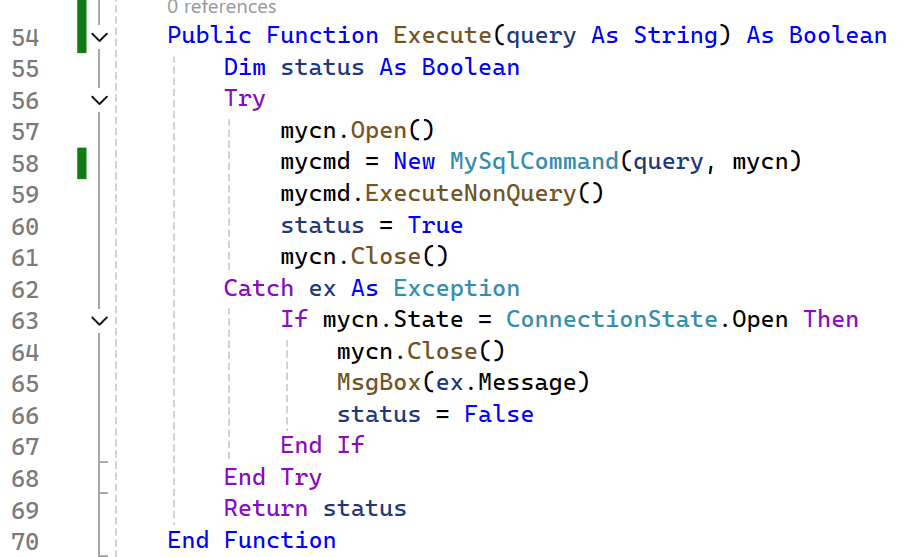 0 references
54 Public Function Execute(query As String) As Boolean
55 Dim status As Boolean
56 Try
57 mycn.Open()
58 mycmd = New MySqlCommand(query, mycn)
59 mycmd.ExecuteNonQuery()
60 status = True
61 mycn.Close()
62 Catch ex As Exception
63 If mycn.State = ConnectionState.Open Then
64 mycn.Close()
65 MsgBox(ex.Message)
66 status = False
67 End If
68 End Try
69 Return status
70 End Function